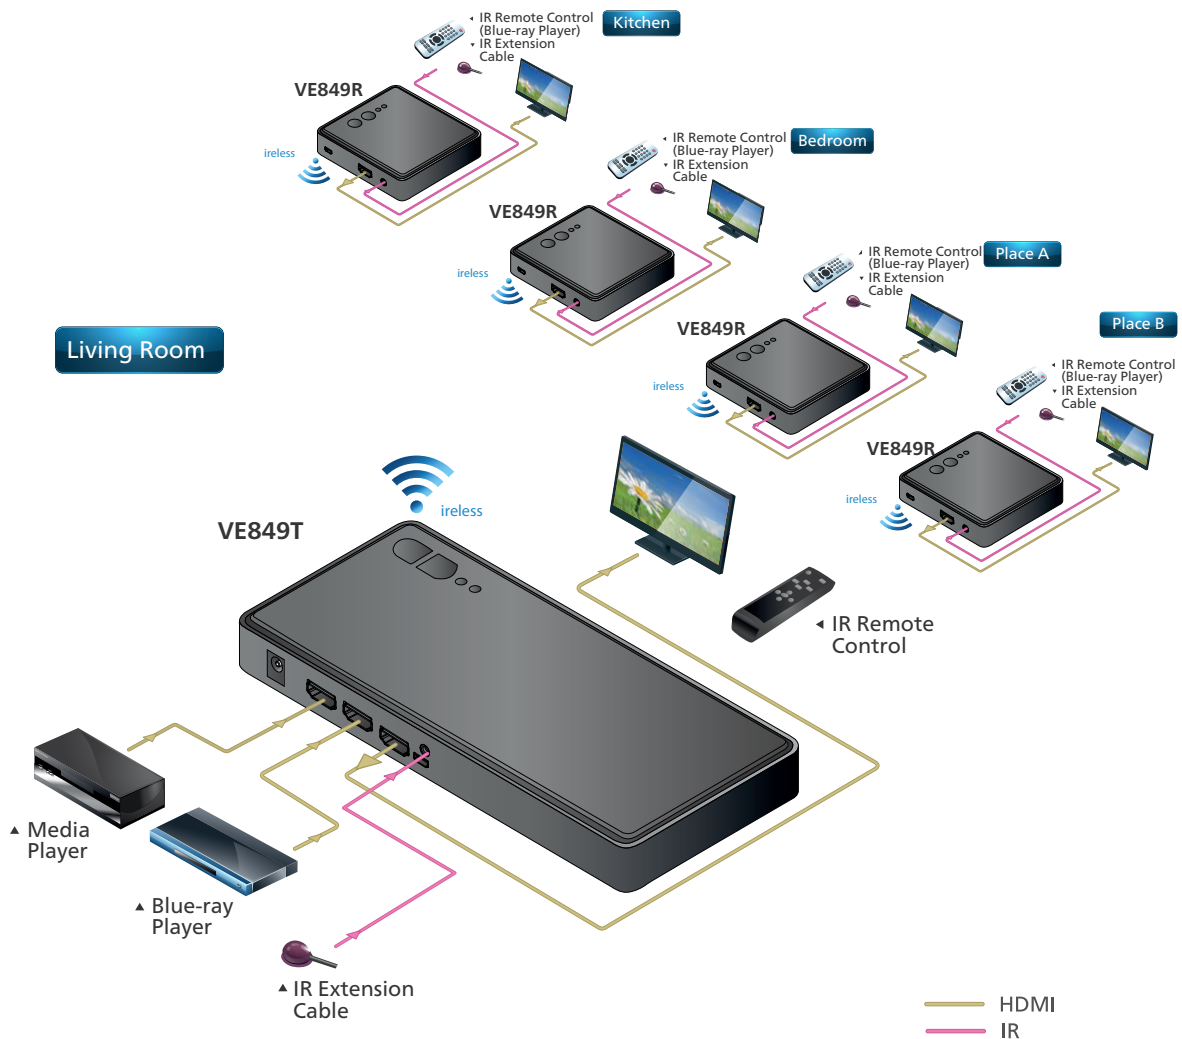 IR Remote Control
(Blue-ray Player)
IR Extension
Cable
Kitchen
VE849R
ireless
IR Remote Control
(Blue-ray Player)
IR Extension
Cable
Bedroom
VE849R
ireless
IR Remote Control
(Blue-ray Player)
IR Extension
Cable
Place A
VE849R
ireless
Place B
IR Remote Control
(Blue-ray Player)
IR Extension
Cable
VE849R
ireless
Living Room
ireless
VE849T
IR Remote
Control
Media
Player
Blue-ray
Player
IR Extension
Cable
HDMI
IR